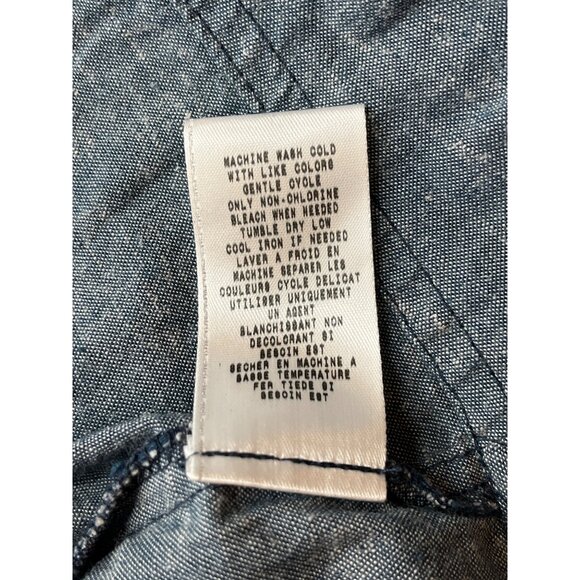 MACHINE WASH COLD
WITH LIKE COLORS
GENTLE CYCLE
ONLY NON-CHLORINE
BLEACH WHEN NEEDED
TUMBLE DRY LOW
COOL IRON IF NEEDED
LAVER A FROID EN
MACHINE SEPARER LES
COULEURS CYCLE DELICAT
UTILISER UNIQUEMENT
UN AGENT
BLANCHISSANT NON
DECOLORANT SI
BESOIN EST
SECHER EN MACHINE A
BASSE TEMPERATURE
FER TIEDE SI
BESOIN EST